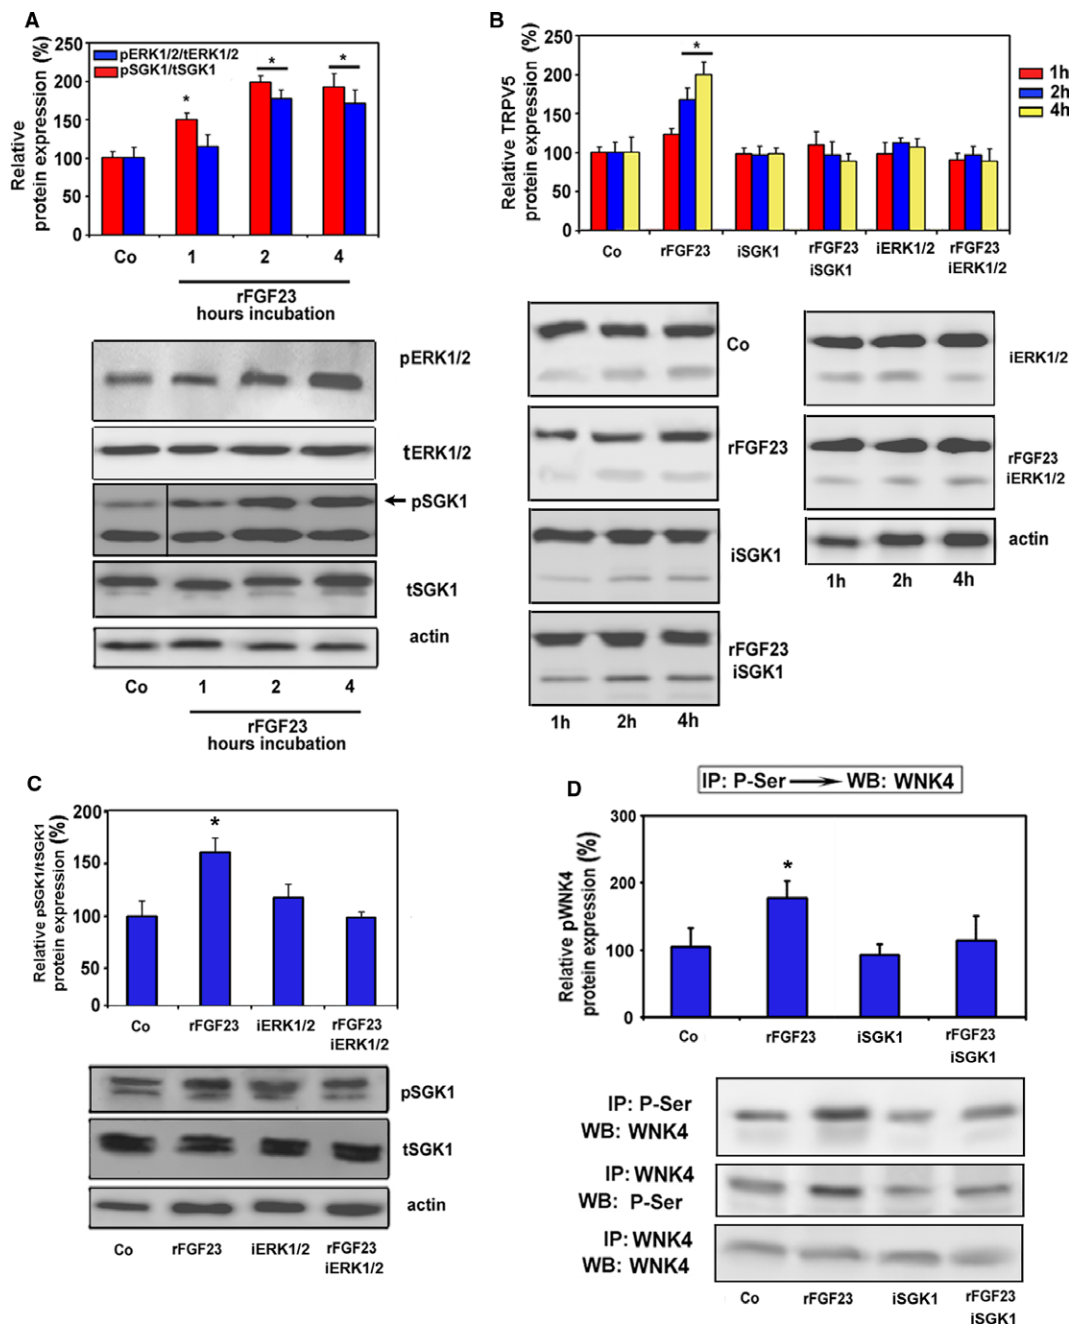 A
Relative
protein expression (%)
250
200
150
100
50
0
pERK1/2/tERK1/2
pSGK1/tSGK1
*
*
*
Co
1
2
4
rFGF23
hours incubation
pERK1/2
tERK1/2
pSGK1
tSGK1
actin
Co
1
2
4
rFGF23
hours incubation
B
Relative TRPV5
protein expression (%)
250
200
150
100
50
0
*
1h
2h
4h
Co
rFGF23
iSGK1
rFGF23
iSGK1
iERK1/2
rFGF23
iERK1/2
Co
rFGF23
iSGK1
rFGF23
iSGK1
1h
2h
4h
iERK1/2
rFGF23
iERK1/2
actin
1h
2h
4h
C
Relative pSGK1/tSGK1
protein expression (%)
200
150
100
50
0
*
Co
rFGF23
iERK1/2
rFGF23
iERK1/2
pSGK1
tSGK1
actin
Co
rFGF23
iERK1/2
rFGF23
iERK1/2
D
IP: P-Ser → WB: WNK4
Relative pWNK4
protein expression (%)
300
200
100
0
*
Co
rFGF23
iSGK1
rFGF23
iSGK1
IP: P-Ser
WB: WNK4
IP: WNK4
WB: P-Ser
IP: WNK4
WB: WNK4
Co
rFGF23
iSGK1
rFGF23
iSGK1